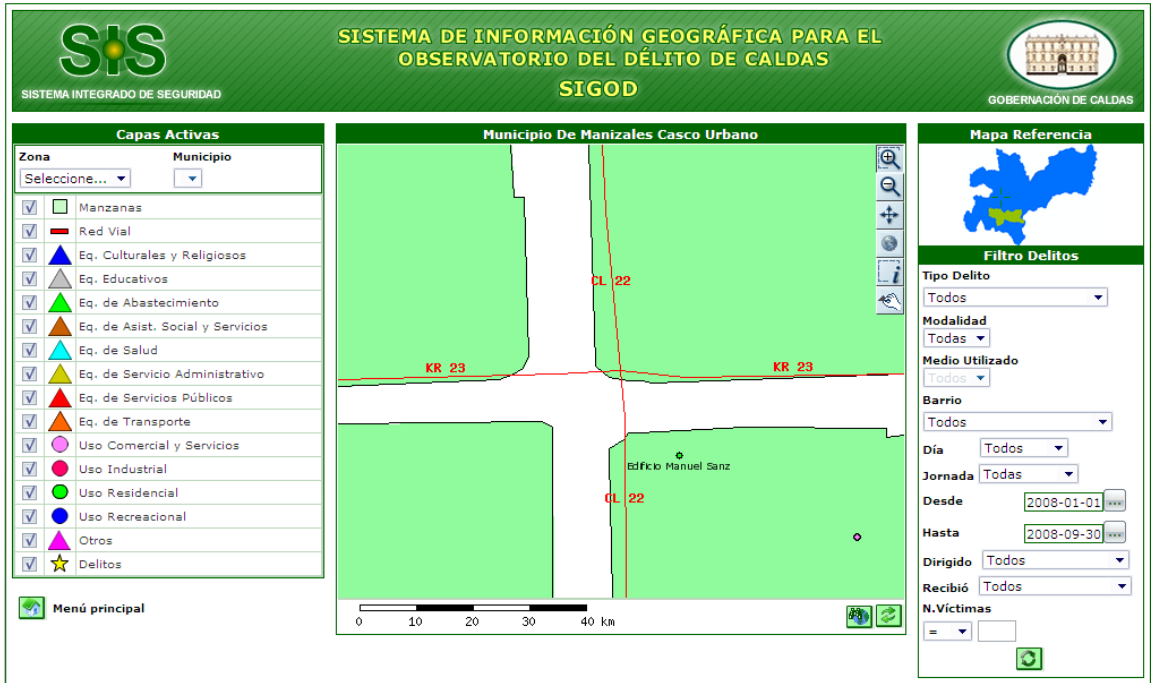 SIS
SISTEMA INTEGRADO DE SEGURIDAD
SISTEMA DE INFORMACIÓN GEOGRÁFICA PARA EL
OBSERVATORIO DEL DÉLITO DE CALDAS
SIGOD
GOBERNACIÓN DE CALDAS
Capas Activas
Zona Municipio
Seleccione...
Manzanas
Red Vial
Eq. Culturales y Religiosos
Eq. Educativos
Eq. de Abastecimiento
Eq. de Asist. Social y Servicios
Eq. de Salud
Eq. de Servicio Administrativo
Eq. de Servicios Públicos
Eq. de Transporte
Uso Comercial y Servicios
Uso Industrial
Uso Residencial
Uso Recreacional
Otros
Delitos
Menú principal
Municipio De Manizales Casco Urbano
CL 22
KR 23 KR 23
Edificio Manuel Sanz
CL 22
0 10 20 30 40 km
Mapa Referencia
Filtro Delitos
Tipo Delito
Todos
Modalidad
Todas
Medio Utilizado
Todos
Barrio
Todos
Día Todos
Jornada Todas
Desde 2008-01-01 ...
Hasta 2008-09-30 ...
Dirigido Todos
Recibió Todos
N.Víctimas
=